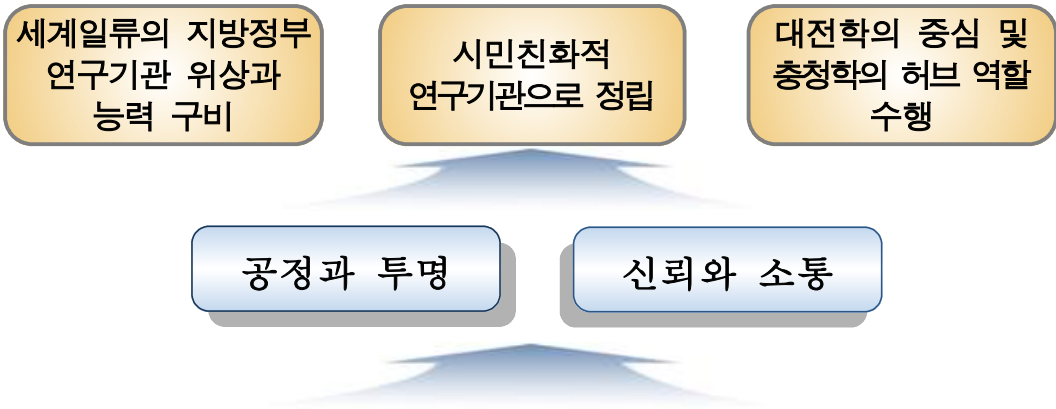 세계일류의 지방정부
연구기관 위상과
능력 구비
시민친화적
연구기관으로 정립
대전학의 중심 및
충청학의 허브 역할
수행
공정과 투명
신뢰와 소통